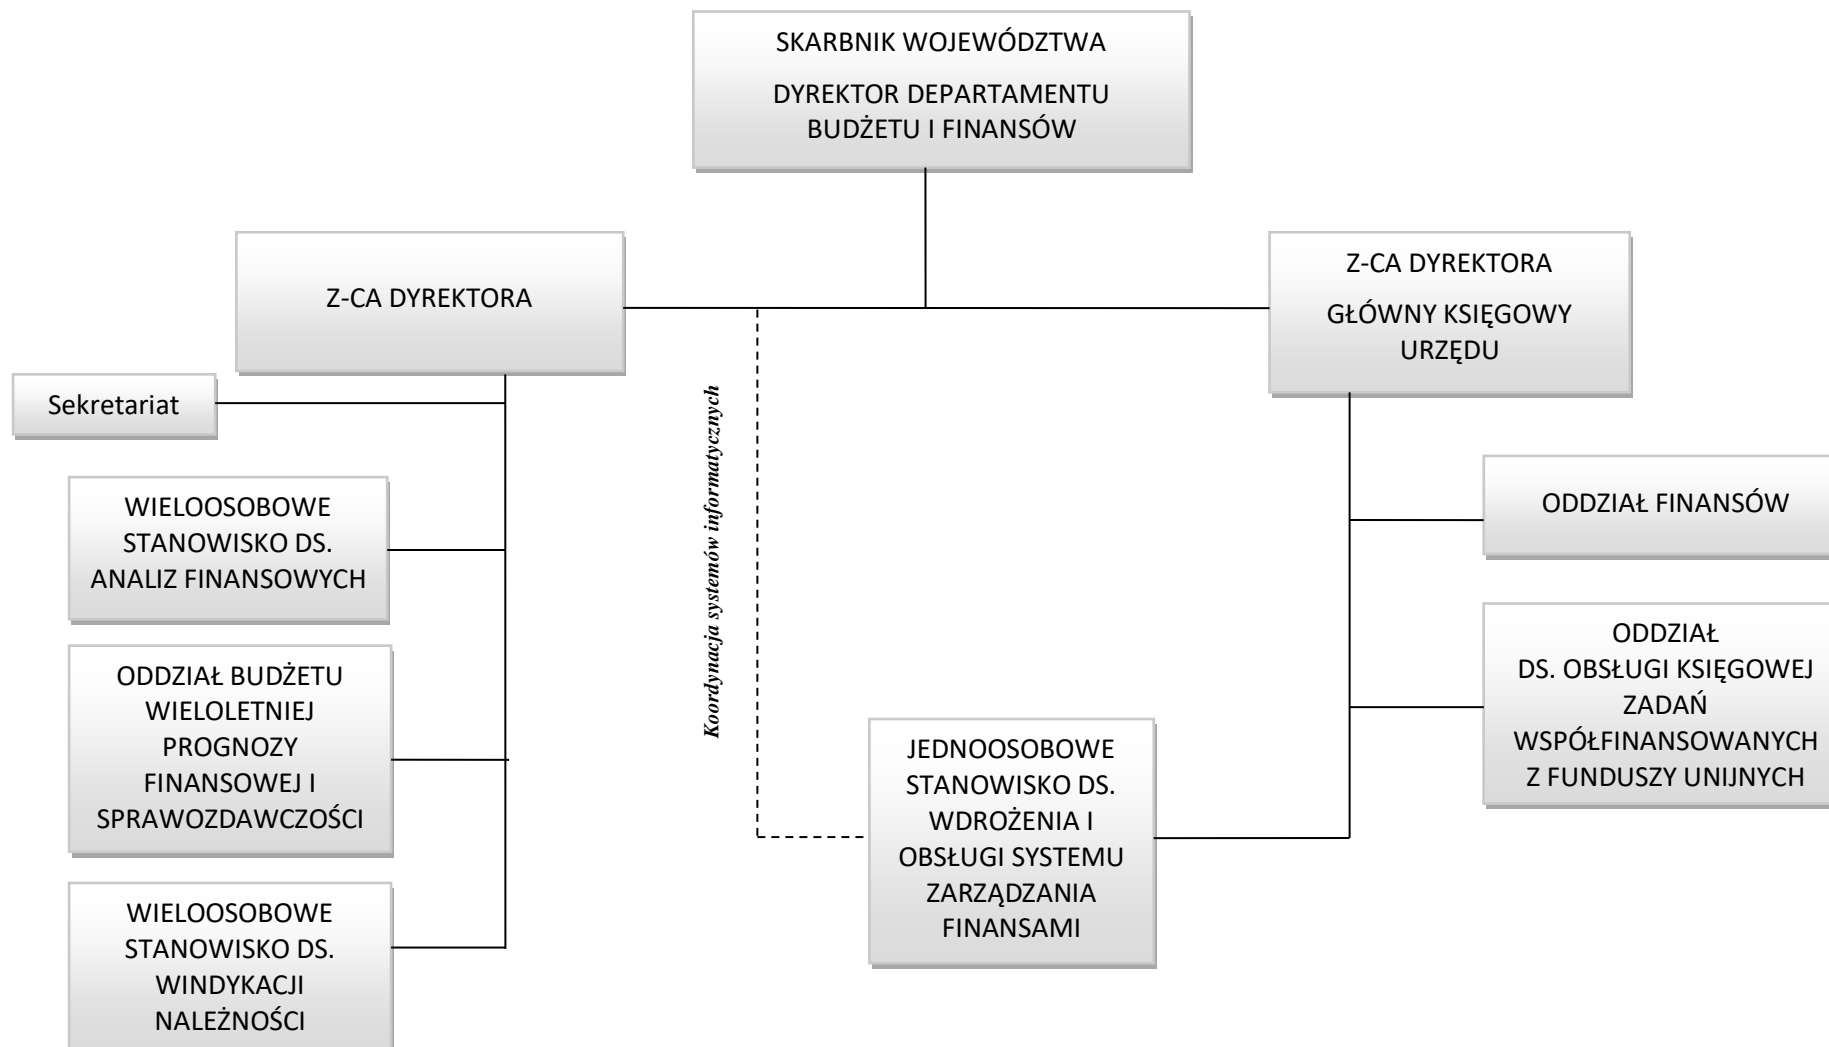 SKARBNIK WOJEWÓDZTWA
DYREKTOR DEPARTAMENTU
BUDŻETU I FINANSÓW
Z-CA DYREKTORA
Z-CA DYREKTORA
GŁÓWNY KSIĘGOWY
URZĘDU
Sekretariat
WIELOOSOBOWE
STANOWISKO DS.
ANALIZ FINANSOWYCH
ODDZIAŁ BUDŻETU
WIELOLETNIEJ
PROGNOZY
FINANSOWEJ I
SPRAWOZDAWCZOŚCI
WIELOOSOBOWE
STANOWISKO DS.
WINDYKACJI
NALEŻNOŚCI
Koordynacja systemów informatycznych
JEDNOOSOBOWE
STANOWISKO DS.
WDROŻENIA I
OBSŁUGI SYSTEMU
ZARZĄDZANIA
FINANSAMI
ODDZIAŁ FINANSÓW
ODDZIAŁ
DS. OBSŁUGI KSIĘGOWEJ
ZADAŃ
WSPÓŁFINANSOWANYCH
Z FUNDUSZY UNIJNYCH